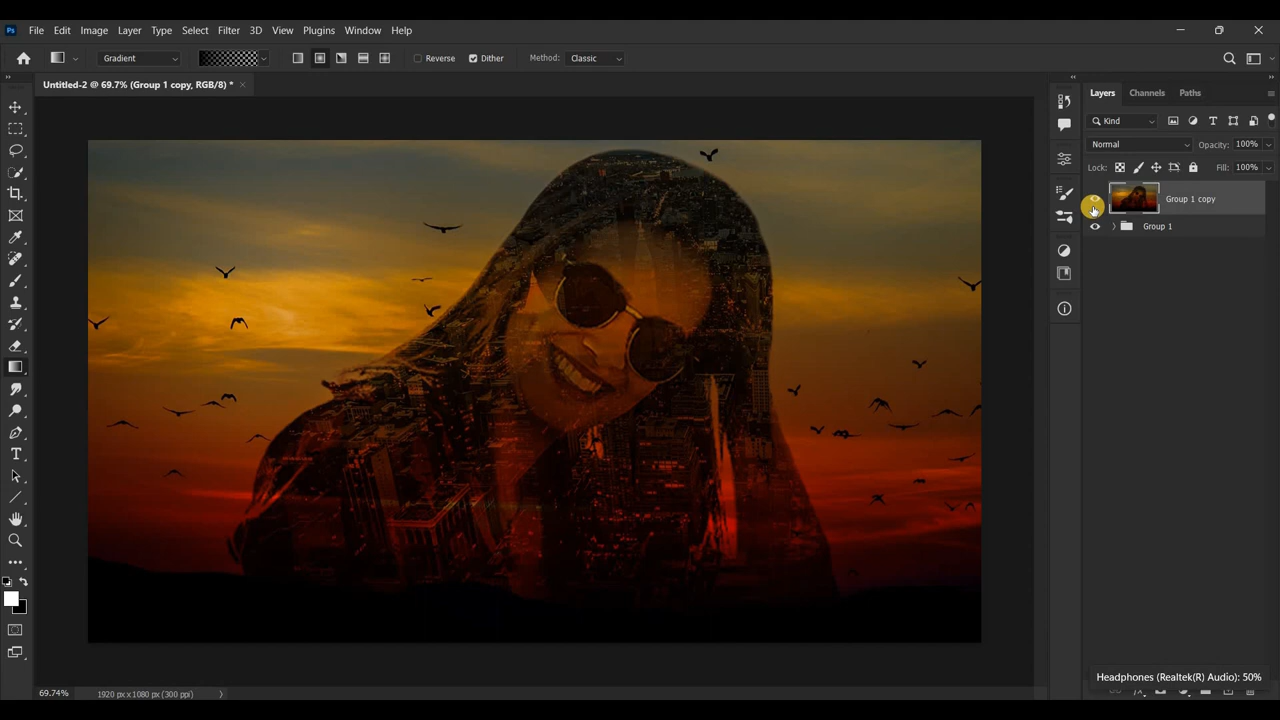 Ps File Edit Image Layer Type Select Filter 3D View Plugins Window Help
Gradient Reverse Dither Method: Classic
Untitled-2 @ 69.7% (Group 1 copy, RGB/8) *
Layers Channels Paths
Kind
Normal Opacity: 100%
Lock: Fill: 100%
Group 1 copy
Group 1
Headphones (Realtek(R) Audio): 50%
69.74% 1920 px x 1080 px (300 ppi)